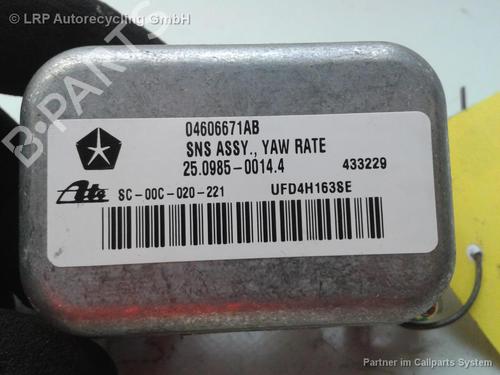 © LRP Autorecycling GmbH
B-PARTS
04606671AB
SNS ASSY., YAW RATE
25.0985-0014.4 433229
Ate SC-00C-020-221 UFD4H163SE
Partner im Callparts System